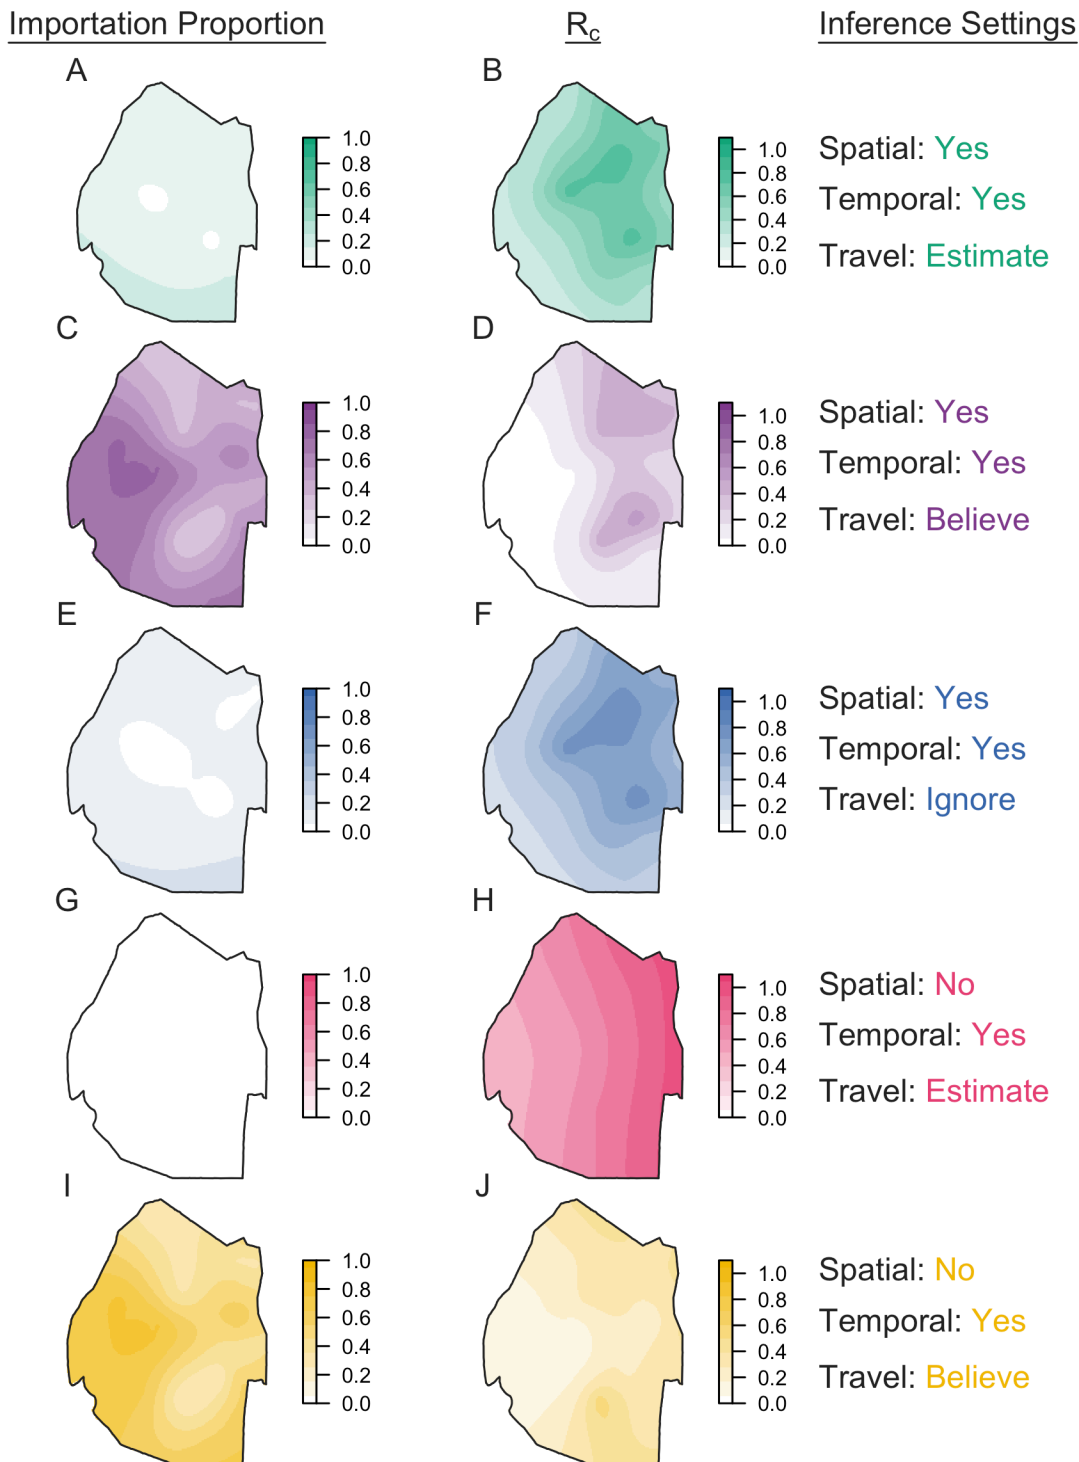 Importation Proportion
Rc
Inference Settings
A
1.0
0.8
0.6
0.4
0.2
0.0
B
1.0
0.8
0.6
0.4
0.2
0.0
Spatial: Yes
Temporal: Yes
Travel: Estimate
C
1.0
0.8
0.6
0.4
0.2
0.0
D
1.0
0.8
0.6
0.4
0.2
0.0
Spatial: Yes
Temporal: Yes
Travel: Believe
E
1.0
0.8
0.6
0.4
0.2
0.0
F
1.0
0.8
0.6
0.4
0.2
0.0
Spatial: Yes
Temporal: Yes
Travel: Ignore
G
1.0
0.8
0.6
0.4
0.2
0.0
H
1.0
0.8
0.6
0.4
0.2
0.0
Spatial: No
Temporal: Yes
Travel: Estimate
I
1.0
0.8
0.6
0.4
0.2
0.0
J
1.0
0.8
0.6
0.4
0.2
0.0
Spatial: No
Temporal: Yes
Travel: Believe